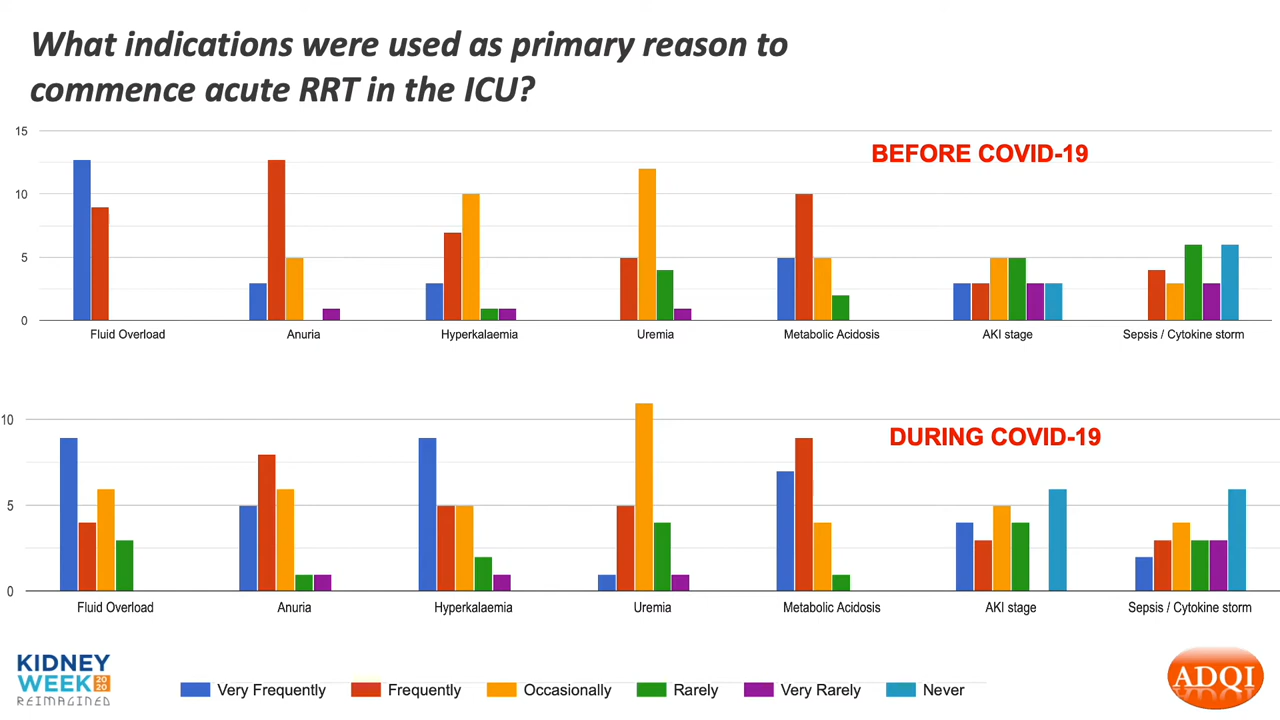 What indications were used as primary reason to
commence acute RRT in the ICU?
15
BEFORE COVID-19
10
5
0
Fluid Overload Anuria Hyperkalaemia Uremia Metabolic Acidosis AKI stage Sepsis / Cytokine storm
10
DURING COVID-19
5
0
Fluid Overload Anuria Hyperkalaemia Uremia Metabolic Acidosis AKI stage Sepsis / Cytokine storm
KIDNEY
WEEK 2020
REIMAGINED
Very Frequently Frequently Occasionally Rarely Very Rarely Never
ADQI